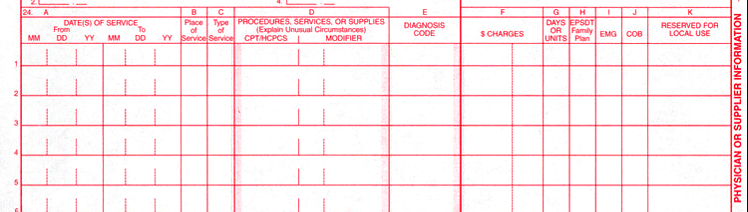 2. 4.
24. A B C D E F G H I J K
DATE(S) OF SERVICE Place Type PROCEDURES, SERVICES, OR SUPPLIES DIAGNOSIS DAYS EPSDT RESERVED FOR
From To of of (Explain Unusual Circumstances) CODE $ CHARGES OR Family EMG COB LOCAL USE
MM DD YY MM DD YY Service Service CPT/HCPCS MODIFIER UNITS Plan
1
2
3
4
5
6
PHYSICIAN OR SUPPLIER INFORMATION